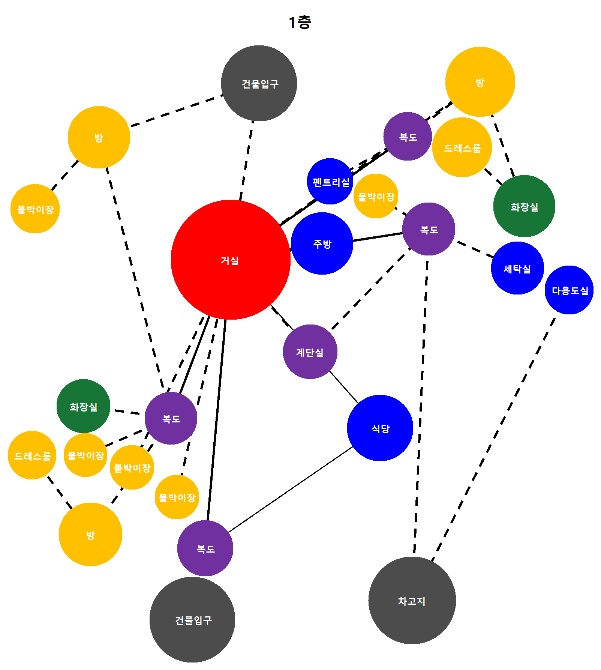 1층
건물입구
방
방
복도
드레스룸
펜트리실
붙박이장
화장실
붙박이장
복도
주방
거실
세탁실
다용도실
계단실
화장실
복도
식당
드레스룸
붙박이장
붙박이장
붙박이장
방
복도
차고지
건물입구